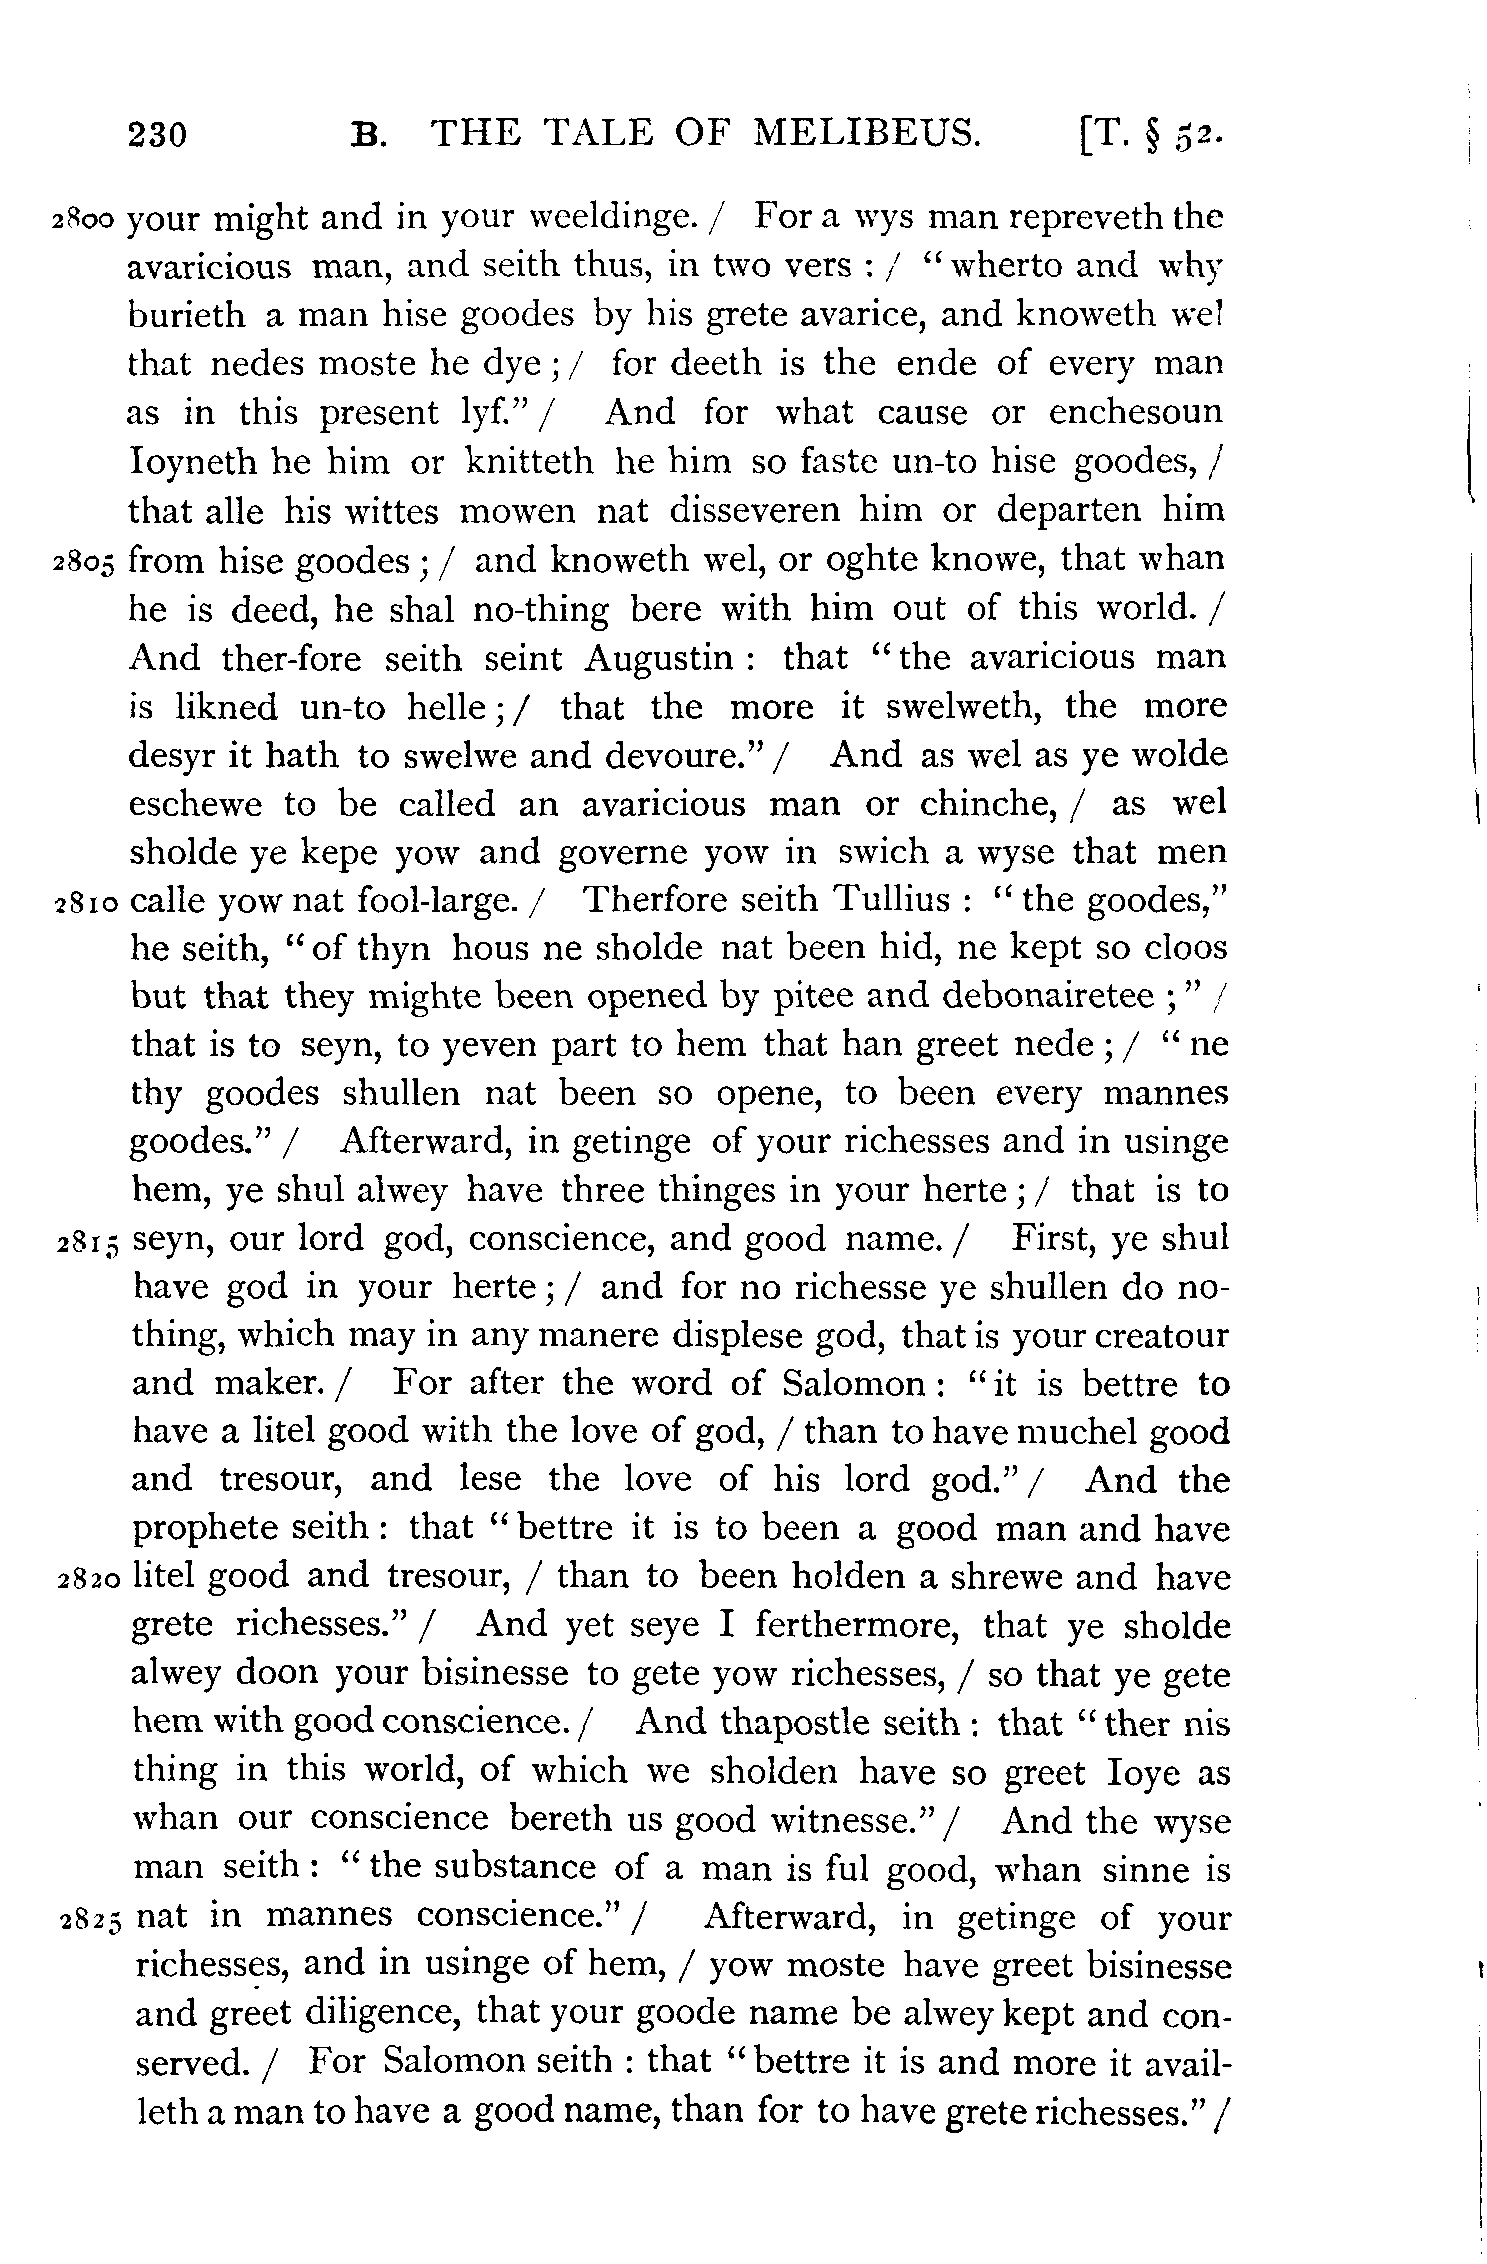 230 B. THE TALE OF MELIBEUS. [T. § 52.
2800 your might and in your weeldinge. / For a wys man repreveth the
avaricious man, and seith thus, in two vers : / “ wherto and why
burieth a man hise goodes by his grete avarice, and knoweth wel
that nedes moste he dye ; / for deeth is the ende of every man
as in this present lyf.” / And for what cause or enchesoun
Ioyneth he him or knitteth he him so faste un-to hise goodes, /
that alle his wittes mowen nat disseveren him or departen him
2805 from hise goodes ; / and knoweth wel, or oghte knowe, that whan
he is deed, he shal no-thing bere with him out of this world. /
And ther-fore seith seint Augustin : that “ the avaricious man
is likned un-to helle ; / that the more it swelweth, the more
desyr it hath to swelwe and devoure.” / And as wel as ye wolde
eschewe to be called an avaricious man or chinche, / as wel
sholde ye kepe yow and governe yow in swich a wyse that men
2810 calle yow nat fool-large. / Therfore seith Tullius : “ the goodes,”
he seith, “ of thyn hous ne sholde nat been hid, ne kept so cloos
but that they mighte been opened by pitee and debonairetee ; ” /
that is to seyn, to yeven part to hem that han greet nede ; / “ ne
thy goodes shullen nat been so opene, to been every mannes
goodes.” / Afterward, in getinge of your richesses and in usinge
hem, ye shul alwey have three thinges in your herte ; / that is to
2815 seyn, our lord god, conscience, and good name. / First, ye shul
have god in your herte ; / and for no richesse ye shullen do no-
thing, which may in any manere displese god, that is your creatour
and maker. / For after the word of Salomon : “ it is bettre to
have a litel good with the love of god, / than to have muchel good
and tresour, and lese the love of his lord god.” / And the
prophete seith : that “ bettre it is to been a good man and have
2820 litel good and tresour, / than to been holden a shrewe and have
grete richesses.” / And yet seye I ferthermore, that ye sholde
alwey doon your bisinesse to gete yow richesses, / so that ye gete
hem with good conscience. / And thapostle seith : that “ ther nis
thing in this world, of which we sholden have so greet Ioye as
whan our conscience bereth us good witnesse.” / And the wyse
man seith : “ the substance of a man is ful good, whan sinne is
2825 nat in mannes conscience.” / Afterward, in getinge of your
richesses, and in usinge of hem, / yow moste have greet bisinesse
and greet diligence, that your goode name be alwey kept and con-
served. / For Salomon seith : that “ bettre it is and more it avail-
leth a man to have a good name, than for to have grete richesses.” /